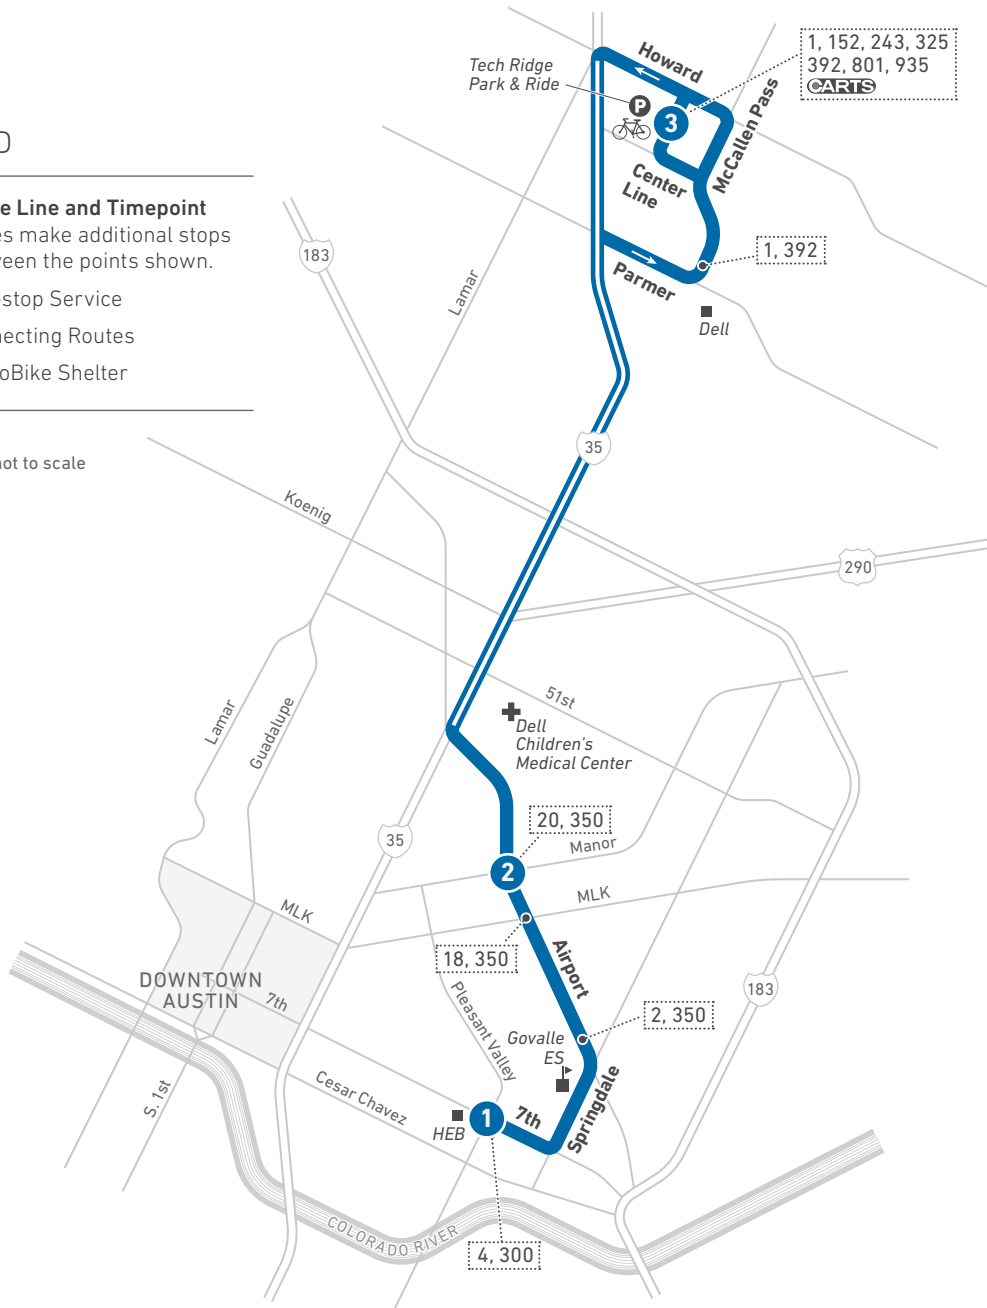 D
e Line and Timepoint
es make additional stops
ween the points shown.
-stop Service
necting Routes
oBike Shelter
not to scale
Tech Ridge
Park & Ride
P
3
Howard
McCallen Pass
Center
Line
Parmer
1, 152, 243, 325
392, 801, 935
CARTS
1, 392
Dell
183
Lamar
35
Koenig
290
51st
Dell
Children's
Medical Center
Lamar
Guadalupe
35
20, 350
Manor
2
MLK
MLK
18, 350
Airport
DOWNTOWN
AUSTIN
7th
Pleasant Valley
183
2, 350
Govalle
ES
Springdale
S. 1st
Cesar Chavez
HEB
1
7th
COLORADO RIVER
4, 300